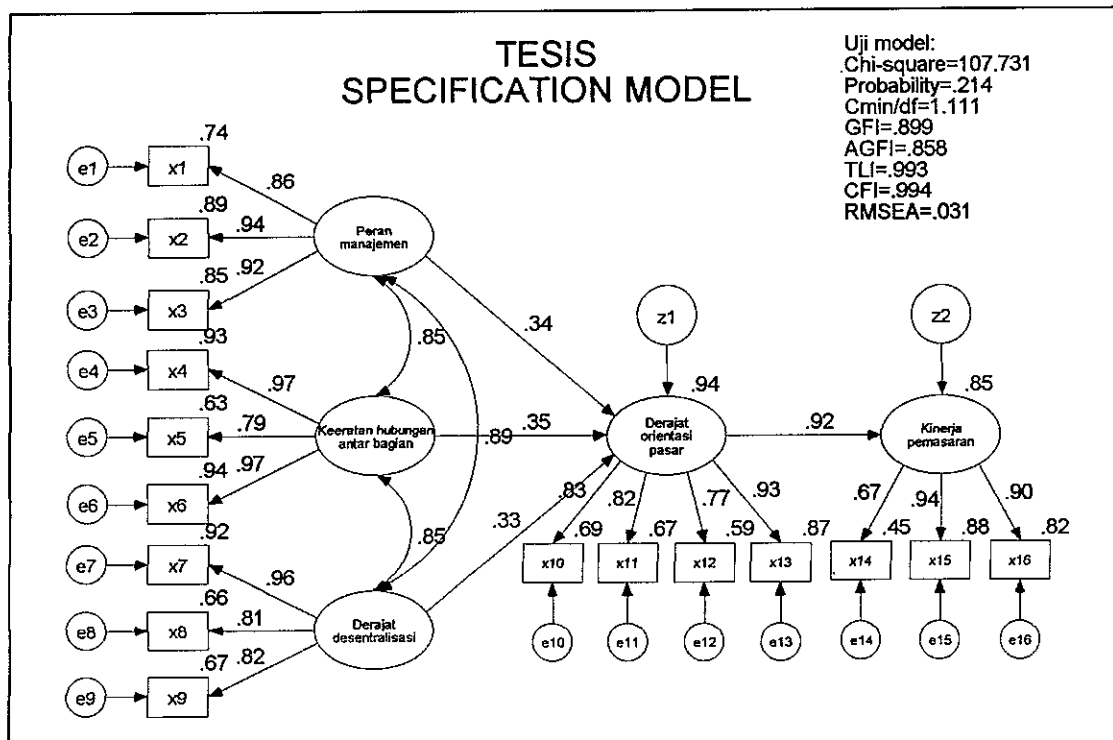 TESIS
SPECIFICATION MODEL
Uji model:
Chi-square=107.731
Probability=.214
Cmin/df=1.111
GFI=.899
AGFI=.858
TLI=.993
CFI=.994
RMSEA=.031
.74
e1 x1 .86
.89
e2 x2 .94
Peran
manajemen
.85 .92
e3 x3
.93
e4 x4 .97
.63
e5 x5 .79
Keeratan hubungan
antar bagian
.94 .97
e6 x6
.92
e7 x7 .96
.66
e8 x8 .81
Derajat
desentralisasi
.67 .82
e9 x9
.85
.89
.85
.34
.35
.33
z1
.94
Derajat
orientasi
pasar
.92
z2
.85
Kinerja
pemasaran
.83 .82 .77 .93
.69 .67 .59 .87
x10 x11 x12 x13
e10 e11 e12 e13
.67 .94 .90
.45 .88 .82
x14 x15 x16
e14 e15 e16